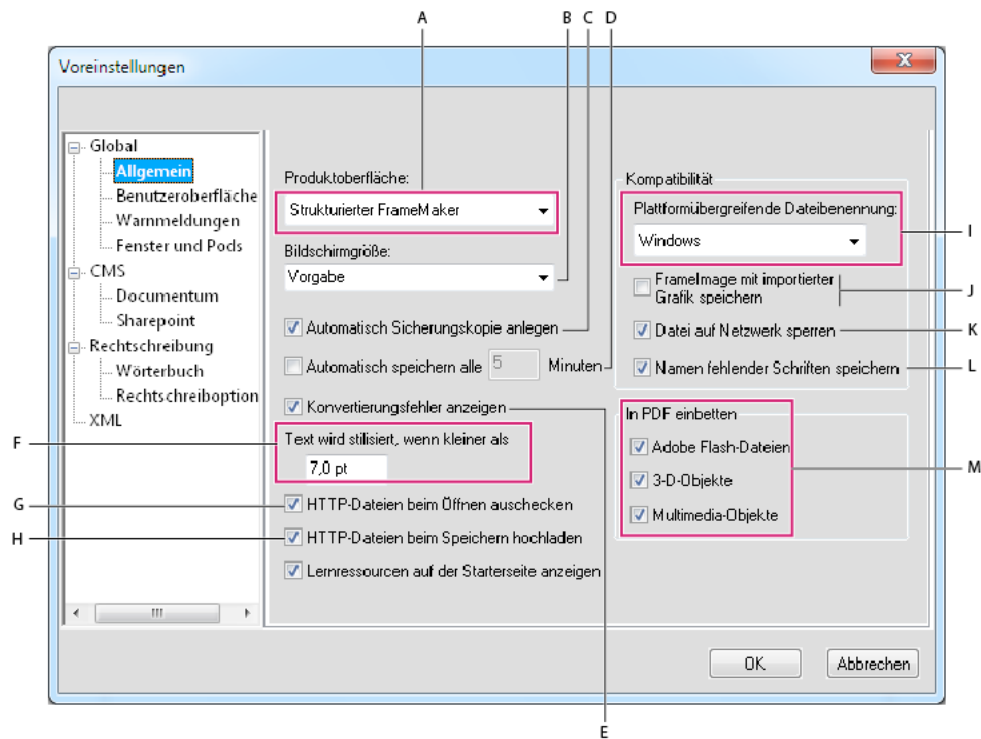 A
B C D
Voreinstellungen
Global
Allgemein
Benutzeroberfläche
Warnmeldungen
Fenster und Pods
CMS
Documentum
Sharepoint
Rechtschreibung
Wörterbuch
Rechtschreiboption
XML
Produktoberfläche:
Strukturierter FrameMaker
Bildschirmgröße:
Vorgabe
Automatisch Sicherungskopie anlegen
Automatisch speichern alle 5 Minuten
Konvertierungsfehler anzeigen
F
Text wird stilisiert, wenn kleiner als
7,0 pt
G
HTTP-Dateien beim Öffnen auschecken
H
HTTP-Dateien beim Speichern hochladen
Lernressourcen auf der Starterseite anzeigen
Kompatibilität
Plattformübergreifende Dateibenennung:
Windows
I
FrameImage mit importierter
Grafik speichern
J
Datei auf Netzwerk sperren
K
Namen fehlender Schriften speichern
L
In PDF einbetten
Adobe Flash-Dateien
3-D-Objekte
M
Multimedia-Objekte
OK
Abbrechen
E